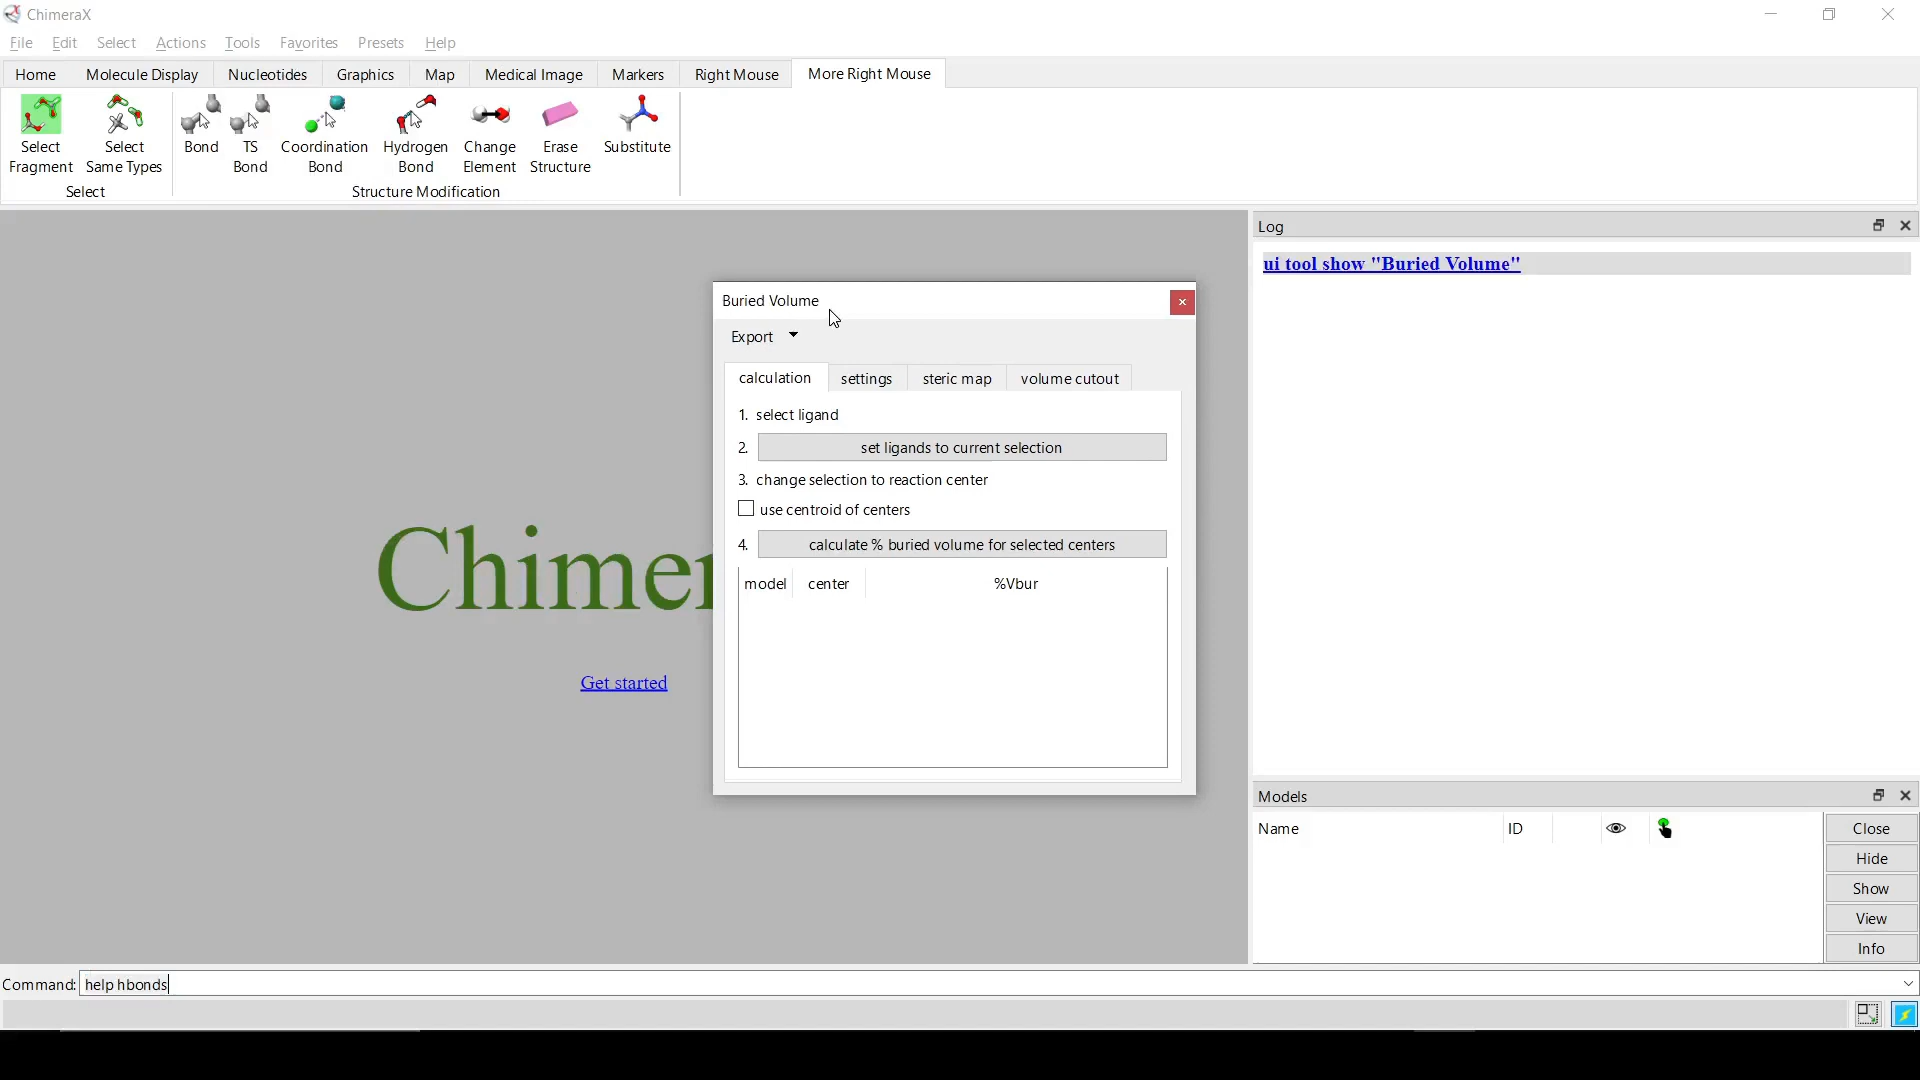 ChimeraX
File Edit Select Actions Tools Favorites Presets Help
Home Molecule Display Nucleotides Graphics Map Medical Image Markers Right Mouse More Right Mouse
Select Fragment
Select Same Types
Bond
TS Bond
Coordination Bond
Hydrogen Bond
Change Element
Erase Structure
Substitute
Select
Structure Modification
Log
ui tool show "Buried Volume"
Buried Volume
Export
calculation settings steric map volume cutout
1. select ligand
2. set ligands to current selection
3. change selection to reaction center
use centroid of centers
4. calculate % buried volume for selected centers
model center %Vbur
Chimer
Get started
Models
Name ID
Close
Hide
Show
View
Info
Command: help hbonds